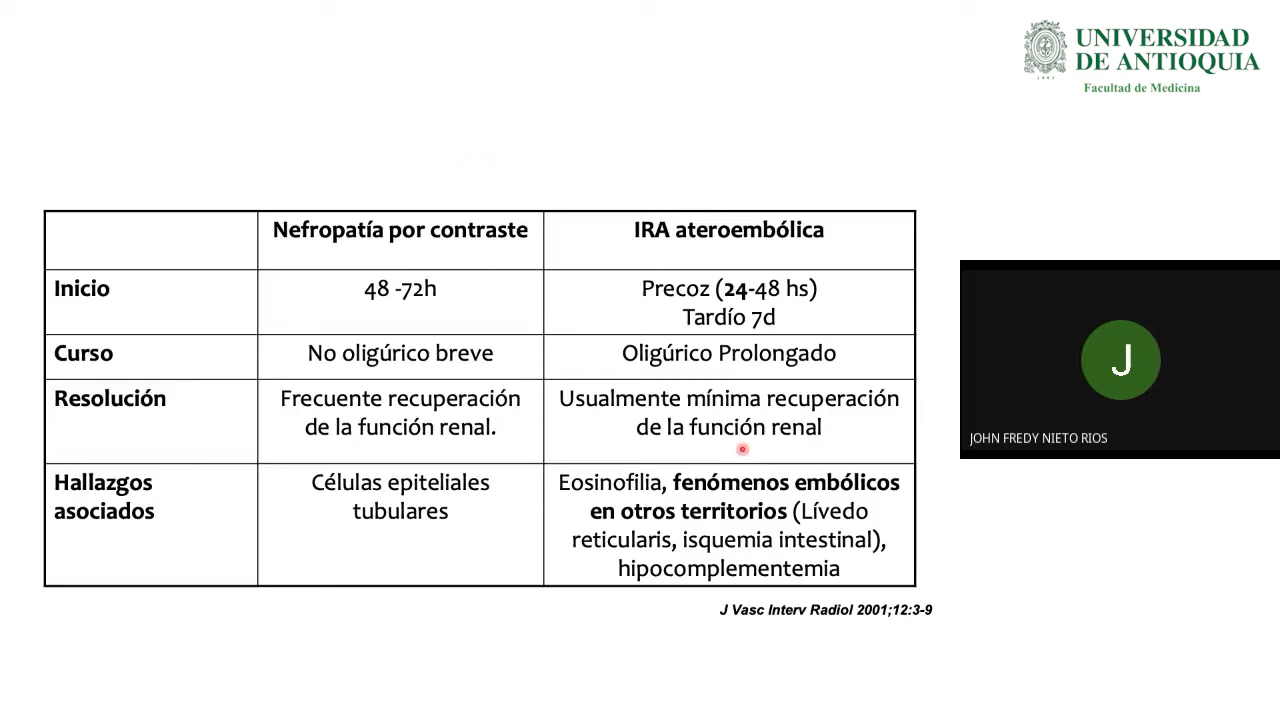 UNIVERSIDAD
DE ANTIOQUIA
Facultad de Medicina
Nefropatía por contraste
IRA ateroembólica
Inicio
48 -72h
Precoz (24-48 hs)
Tardío 7d
Curso
No oligúrico breve
Oligúrico Prolongado
Resolución
Frecuente recuperación
de la función renal.
Usualmente mínima recuperación
de la función renal
Hallazgos
asociados
Células epiteliales
tubulares
Eosinofilia, fenómenos embólicos
en otros territorios (Lívedo
reticularis, isquemia intestinal),
hipocomplementemia
J Vasc Interv Radiol 2001;12:3-9
J
JOHN FREDY NIETO RIOS